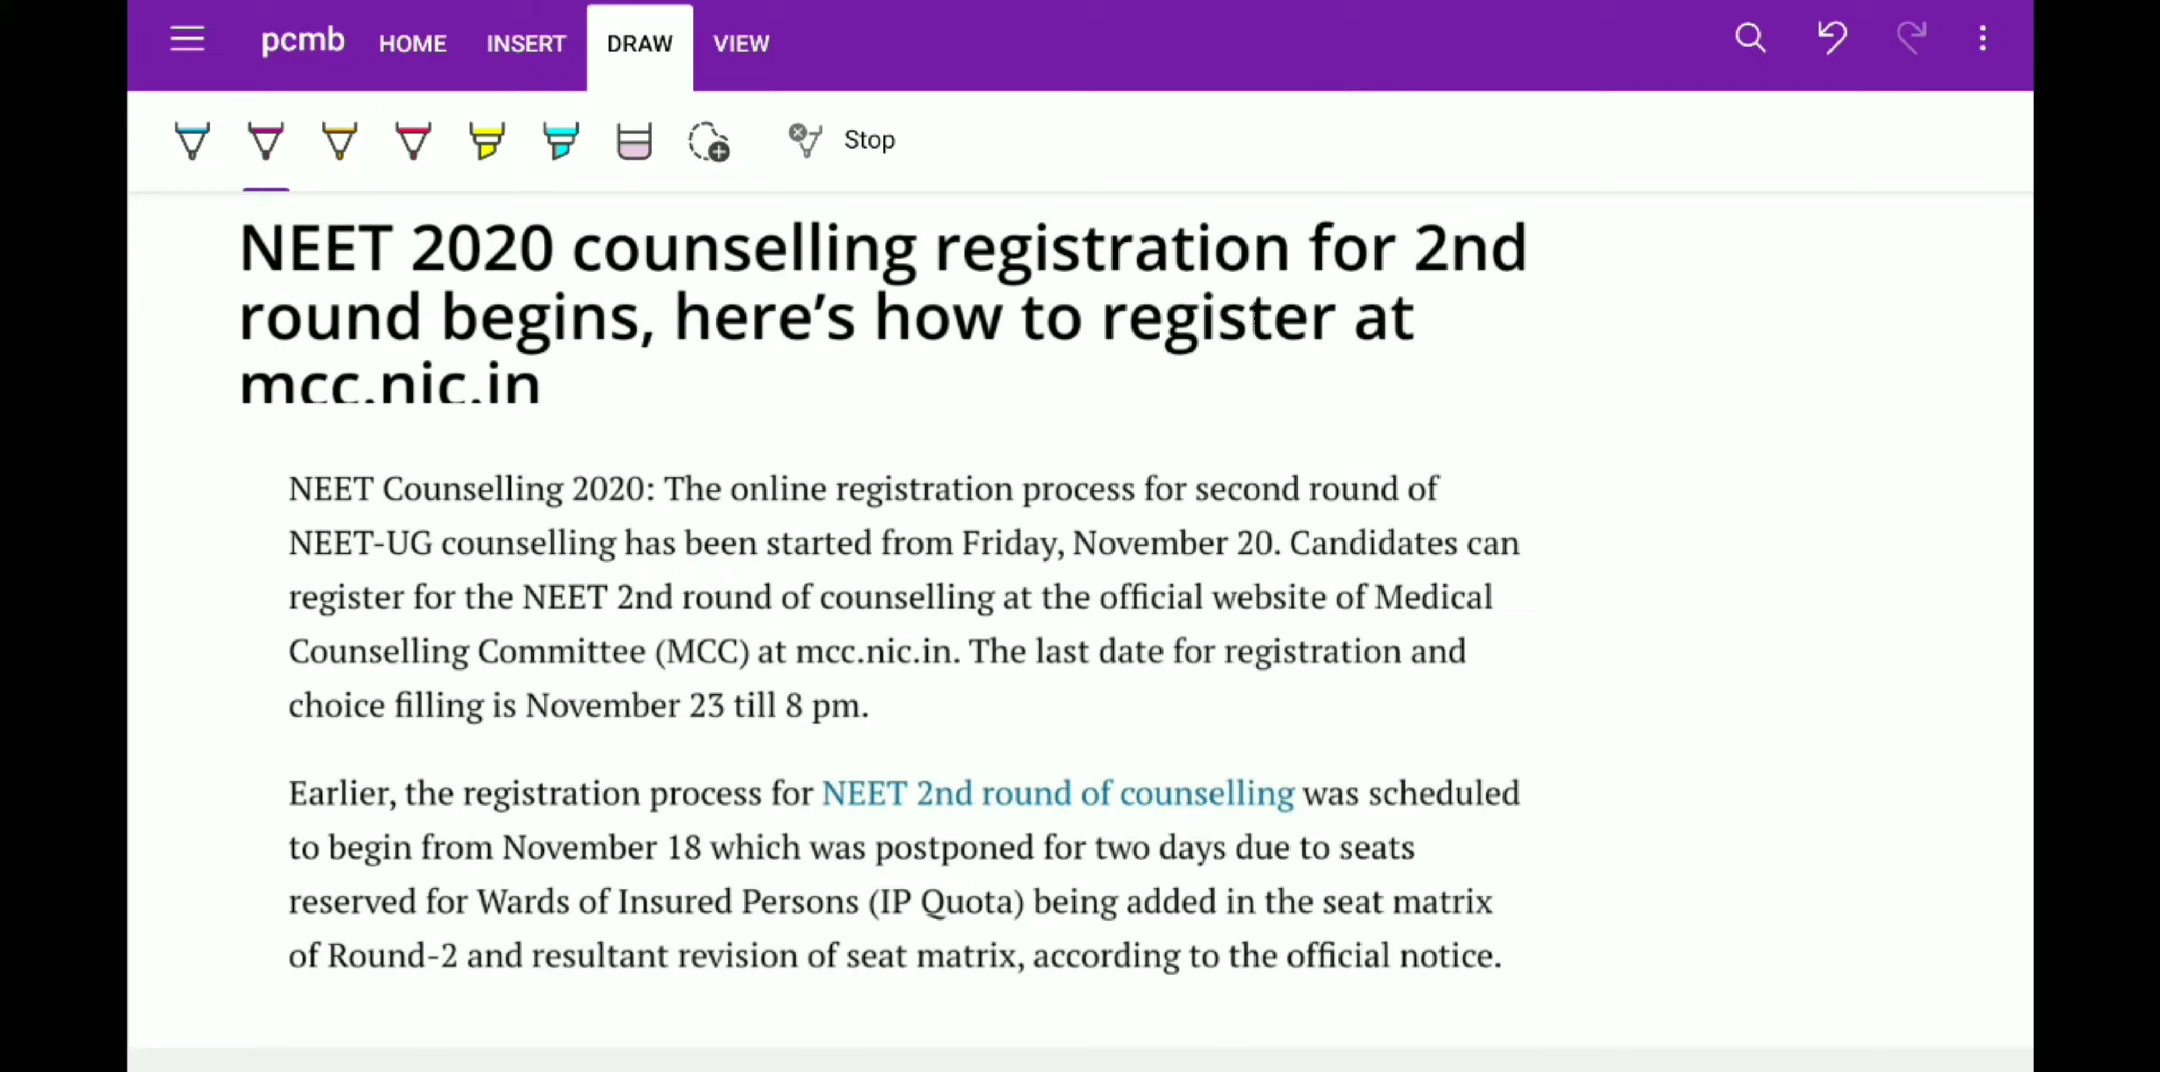 pcmb HOME INSERT DRAW VIEW
Stop
NEET 2020 counselling registration for 2nd
round begins, here’s how to register at
mcc.nic.in
NEET Counselling 2020: The online registration process for second round of
NEET-UG counselling has been started from Friday, November 20. Candidates can
register for the NEET 2nd round of counselling at the official website of Medical
Counselling Committee (MCC) at mcc.nic.in. The last date for registration and
choice filling is November 23 till 8 pm.
Earlier, the registration process for NEET 2nd round of counselling was scheduled
to begin from November 18 which was postponed for two days due to seats
reserved for Wards of Insured Persons (IP Quota) being added in the seat matrix
of Round-2 and resultant revision of seat matrix, according to the official notice.